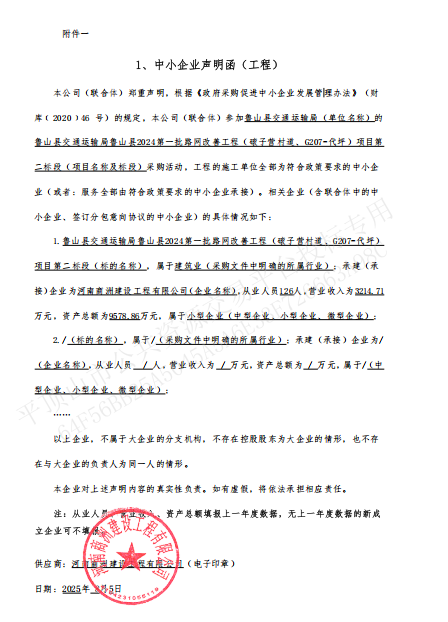 附件一
1、中小企业声明函（工程）
本公司（联合体）郑重声明，根据《政府采购促进中小企业发展管理办法》（财
库﹝2020﹞46 号）的规定，本公司（联合体）参加鲁山县交通运输局（单位名称）的
鲁山县交通运输局鲁山县2024第一批路网改善工程（磙子营村道、G207-代坪）项目第
二标段（项目名称及标段）采购活动，工程的施工单位全部为符合政策要求的中小企
业（或者：服务全部由符合政策要求的中小企业承接）。相关企业（含联合体中的中
小企业、签订分包意向协议的中小企业）的具体情况如下：
1.鲁山县交通运输局鲁山县2024第一批路网改善工程（磙子营村道、G207-代坪）
项目第二标段（标的名称），属于建筑业（采购文件中明确的所属行业）；承建（承
接）企业为河南商洲建设工程有限公司(企业名称)，从业人员126人，营业收入为3214.71
万元，资产总额为9578.86万元，属于小型企业（中型企业、小型企业、微型企业）；
2./（标的名称），属于/（采购文件中明确的所属行业）；承建（承接）企业为/
（企业名称），从业人员 / 人，营业收入为 / 万元，资产总额为 / 万元，属于/（中
型企业、小型企业、微型企业）；
……
以上企业，不属于大企业的分支机构，不存在控股股东为大企业的情形，也不存
在与大企业的负责人为同一人的情形。
本企业对上述声明内容的真实性负责。如有虚假，将依法承担相应责任。
注：从业人员、营业收入、资产总额填报上一年度数据，无上一年度数据的新成
立企业可不填报。
供应商：河南商洲建设工程有限公司（电子印章）
日期：2025年 月5日
河南商洲建设工程有限公司